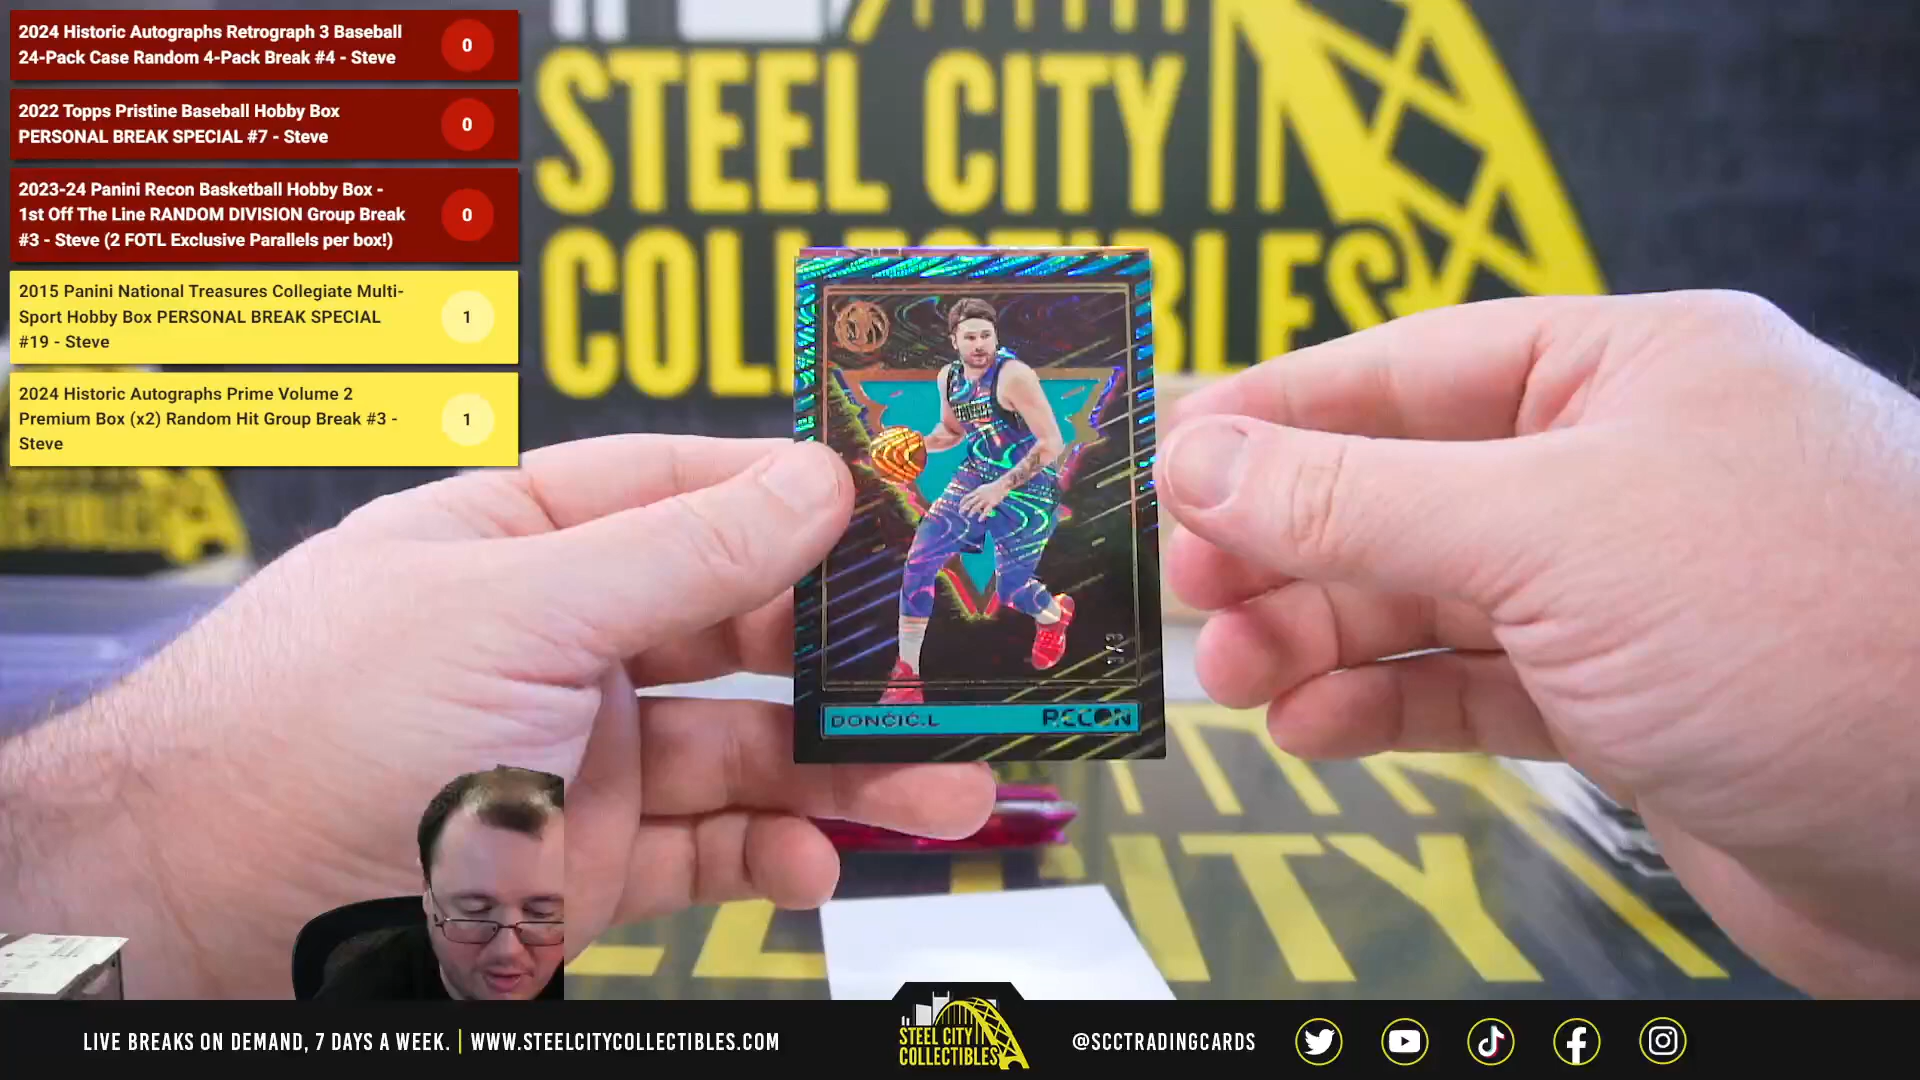 2024 Historic Autographs Retrograph 3 Baseball
24-Pack Case Random 4-Pack Break #4 - Steve
0
2022 Topps Pristine Baseball Hobby Box
PERSONAL BREAK SPECIAL #7 - Steve
0
2023-24 Panini Recon Basketball Hobby Box -
1st Off The Line RANDOM DIVISION Group Break
#3 - Steve (2 FOTL Exclusive Parallels per box!)
0
2015 Panini National Treasures Collegiate Multi-
Sport Hobby Box PERSONAL BREAK SPECIAL
#19 - Steve
1
2024 Historic Autographs Prime Volume 2
Premium Box (x2) Random Hit Group Break #3 -
Steve
1
STEEL CITY
DONČIĆ.L
RECON
CITY
LIVE BREAKS ON DEMAND, 7 DAYS A WEEK. | WWW.STEELCITYCOLLECTIBLES.COM
STEEL CITY
COLLECTIBLES
@SCCTRADINGCARDS